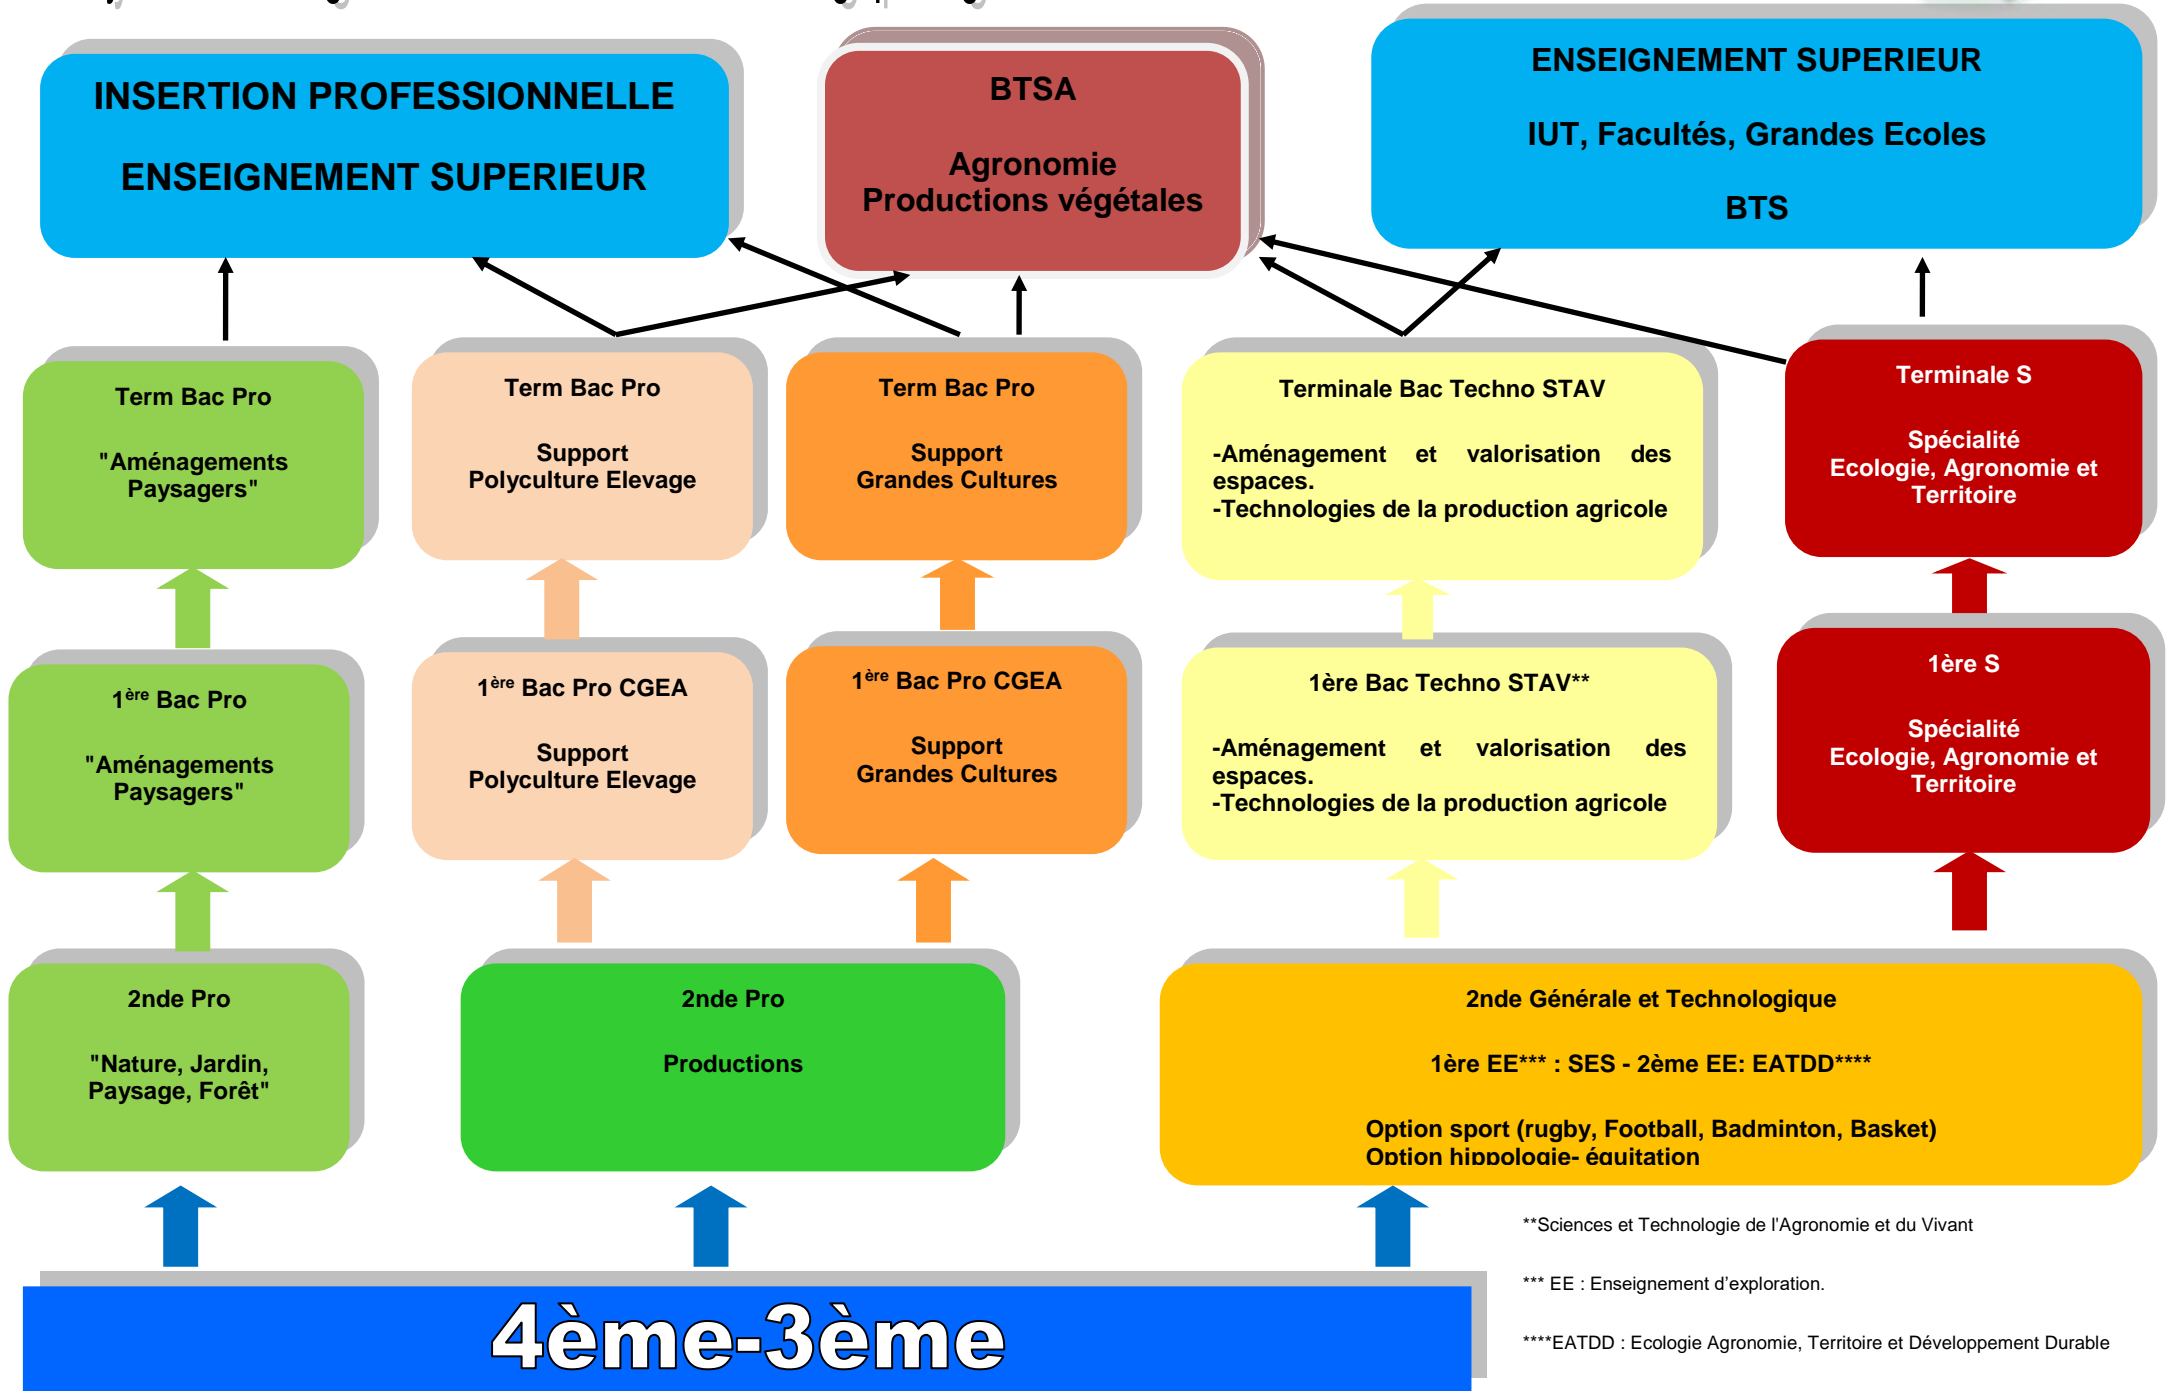 INSERTION PROFESSIONNELLE
ENSEIGNEMENT SUPERIEUR
BTSA
Agronomie
Productions végétales
ENSEIGNEMENT SUPERIEUR
IUT, Facultés, Grandes Ecoles
BTS
Term Bac Pro
"Aménagements
Paysagers"
Term Bac Pro
Support
Polyculture Elevage
Term Bac Pro
Support
Grandes Cultures
Terminale Bac Techno STAV
-Aménagement et valorisation des
espaces.
-Technologies de la production agricole
Terminale S
Spécialité
Ecologie, Agronomie et
Territoire
1ère Bac Pro
"Aménagements
Paysagers"
1ère Bac Pro CGEA
Support
Polyculture Elevage
1ère Bac Pro CGEA
Support
Grandes Cultures
1ère Bac Techno STAV**
-Aménagement et valorisation des
espaces.
-Technologies de la production agricole
1ère S
Spécialité
Ecologie, Agronomie et
Territoire
2nde Pro
"Nature, Jardin,
Paysage, Forêt"
2nde Pro
Productions
2nde Générale et Technologique
1ère EE*** : SES - 2ème EE: EATDD****
Option sport (rugby, Football, Badminton, Basket)
Option hippologie- équitation
**Sciences et Technologie de l'Agronomie et du Vivant
*** EE : Enseignement d'exploration.
****EATDD : Ecologie Agronomie, Territoire et Développement Durable
4ème-3ème